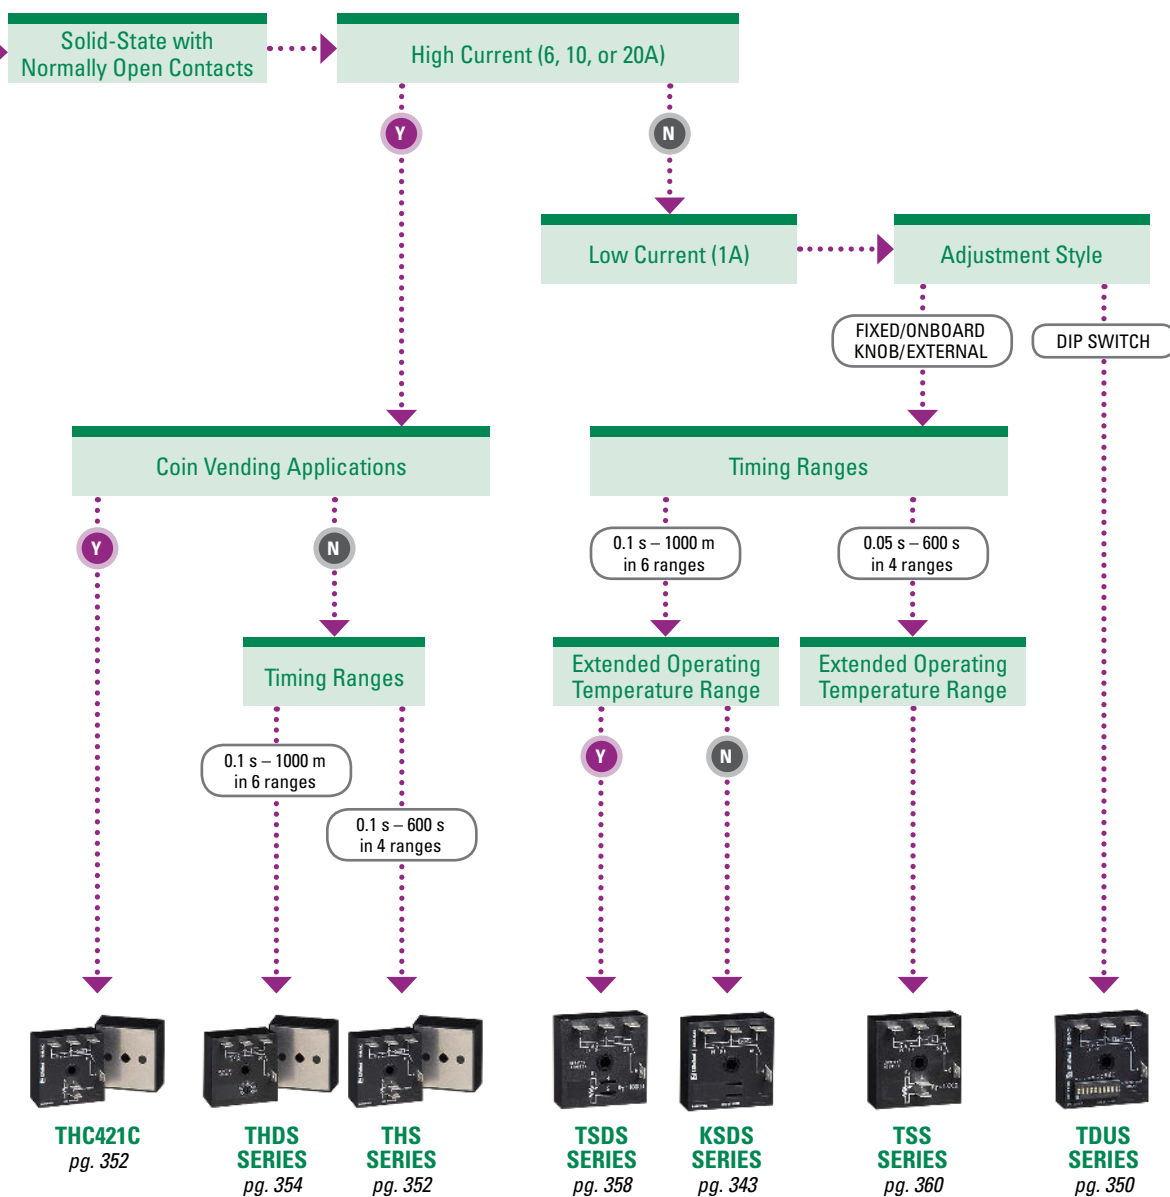 Solid-State with
Normally Open Contacts
High Current (6, 10, or 20A)
Y
N
Low Current (1A)
Adjustment Style
FIXED/ONBOARD
KNOB/EXTERNAL
DIP SWITCH
Coin Vending Applications
Timing Ranges
Y
N
0.1 s – 1000 m
in 6 ranges
0.05 s – 600 s
in 4 ranges
Timing Ranges
Extended Operating
Temperature Range
Extended Operating
Temperature Range
0.1 s – 1000 m
in 6 ranges
Y
N
0.1 s – 600 s
in 4 ranges
THC421C
pg. 352
THDS
SERIES
pg. 354
THS
SERIES
pg. 352
TSDS
SERIES
pg. 358
KSDS
SERIES
pg. 343
TSS
SERIES
pg. 360
TDUS
SERIES
pg. 350